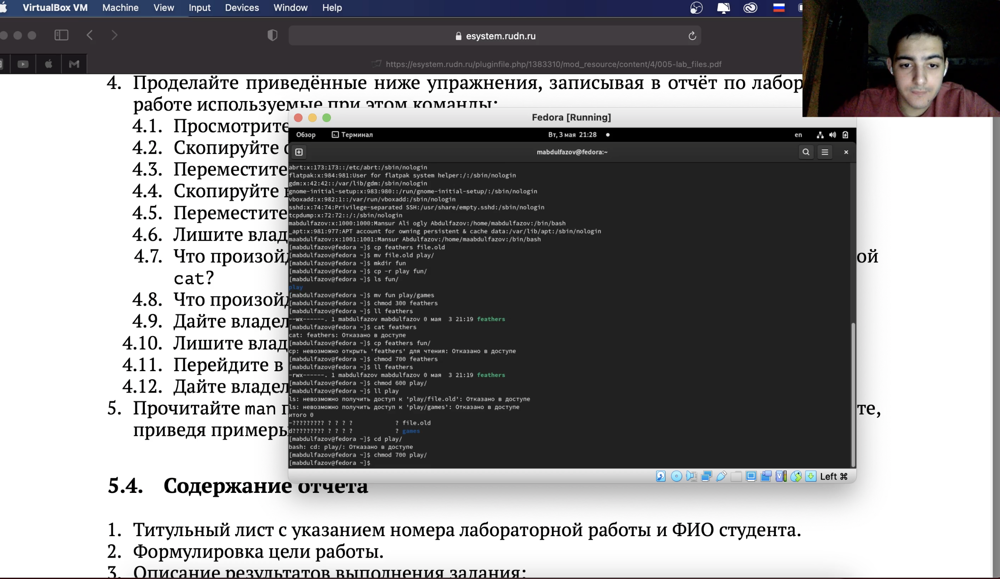 VirtualBox VM Machine View Input Devices Window Help
esystem.rudn.ru
https://esystem.rudn.ru/pluginfile.php/1383310/mod_resource/content/4/005-lab_files.pdf
4. Проделайте приведённые ниже упражнения, записывая в отчёт по
работе используемые при этом команды:
4.1. Просмотрите
4.2. Скопируйте
4.3. Переместите
4.4. Скопируйте
4.5. Переместите
4.6. Лишите
4.7. Что
cat?
4.8. Что
4.9. Дайте
4.10. Лишите
4.11. Перейдите в
4.12. Дайте
5. Прочитайте man
приведя
Fedora [Running]
Обзор Терминал Вт, 3 мая 21:28 en
mabdulfazov@fedora:~
abrt:x:173:173::/etc/abrt:/sbin/nologin
flatpak:x:984:981:User for flatpak system helper:/:/sbin/nologin
gdm:x:42:42::/var/lib/gdm:/sbin/nologin
gnome-initial-setup:x:983:980::/run/gnome-initial-setup/:/sbin/nologin
vboxadd:x:982:1::/var/run/vboxadd:/sbin/nologin
sshd:x:74:74:Privilege-separated SSH:/usr/share/empty.sshd:/sbin/nologin
tcpdump:x:72:72::/:/sbin/nologin
mabdulfazov:x:1000:1000:Mansur Ali ogly Abdulfazov:/home/mabdulfazov:/bin/bash
_apt:x:981:977:APT account for owning persistent & cache data:/var/lib/apt:/sbin/nologin
maabdulfazov:x:1001:1001:Mansur Abdulfazov:/home/maabdulfazov:/bin/bash
[mabdulfazov@fedora ~]$ cp feathers file.old
[mabdulfazov@fedora ~]$ mv file.old play/
[mabdulfazov@fedora ~]$ mkdir fun
[mabdulfazov@fedora ~]$ cp -r play fun/
[mabdulfazov@fedora ~]$ ls fun/
play
[mabdulfazov@fedora ~]$ mv fun play/games
[mabdulfazov@fedora ~]$ chmod 300 feathers
[mabdulfazov@fedora ~]$ ll feathers
--wx------. 1 mabdulfazov mabdulfazov 0 мая  3 21:19 feathers
[mabdulfazov@fedora ~]$ cat feathers
cat: feathers: Отказано в доступе
[mabdulfazov@fedora ~]$ cp feathers fun/
cp: невозможно открыть 'feathers' для чтения: Отказано в доступе
[mabdulfazov@fedora ~]$ chmod 700 feathers
[mabdulfazov@fedora ~]$ ll feathers
-rwx------. 1 mabdulfazov mabdulfazov 0 мая  3 21:19 feathers
[mabdulfazov@fedora ~]$ chmod 600 play/
[mabdulfazov@fedora ~]$ ll play
ls: невозможно получить доступ к 'play/file.old': Отказано в доступе
ls: невозможно получить доступ к 'play/games': Отказано в доступе
итого 0
-????????? ? ? ? ?            ? file.old
d????????? ? ? ? ?            ? games
[mabdulfazov@fedora ~]$ cd play/
bash: cd: play/: Отказано в доступе
[mabdulfazov@fedora ~]$ chmod 700 play/
[mabdulfazov@fedora ~]$
Left ⌘
5.4. Содержание отчёта
1. Титульный лист с указанием номера лабораторной работы и ФИО студента.
2. Формулировка цели работы.
3. Описание результатов выполнения задания: